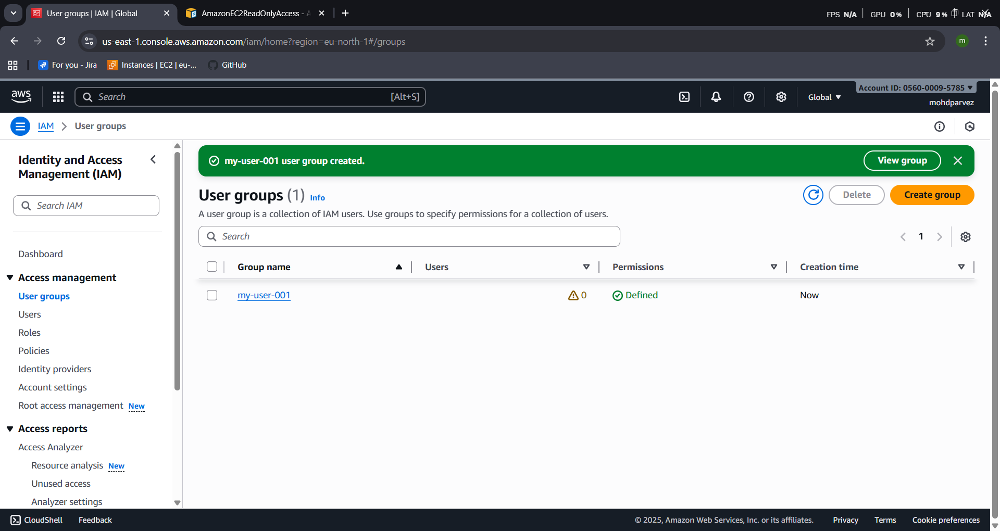 User groups | IAM | Global
AmazonEC2ReadOnlyAccess - A
FPS N/A GPU 0% CPU 9% LAT N/A
us-east-1.console.aws.amazon.com/iam/home?region=eu-north-1#/groups
m
For you - Jira
Instances | EC2 | eu-...
GitHub
aws
Search [Alt+S]
Global
Account ID: 0560-0009-5785
mohdparvez
IAM > User groups
Identity and Access
Management (IAM)
Search IAM
Dashboard
Access management
User groups
Users
Roles
Policies
Identity providers
Account settings
Root access management New
Access reports
Access Analyzer
Resource analysis New
Unused access
Analyzer settings
my-user-001 user group created.
View group
User groups (1) Info
Delete
Create group
A user group is a collection of IAM users. Use groups to specify permissions for a collection of users.
Search
1
Group name Users Permissions Creation time
my-user-001 0 Defined Now
CloudShell Feedback
© 2025, Amazon Web Services, Inc. or its affiliates. Privacy Terms Cookie preferences